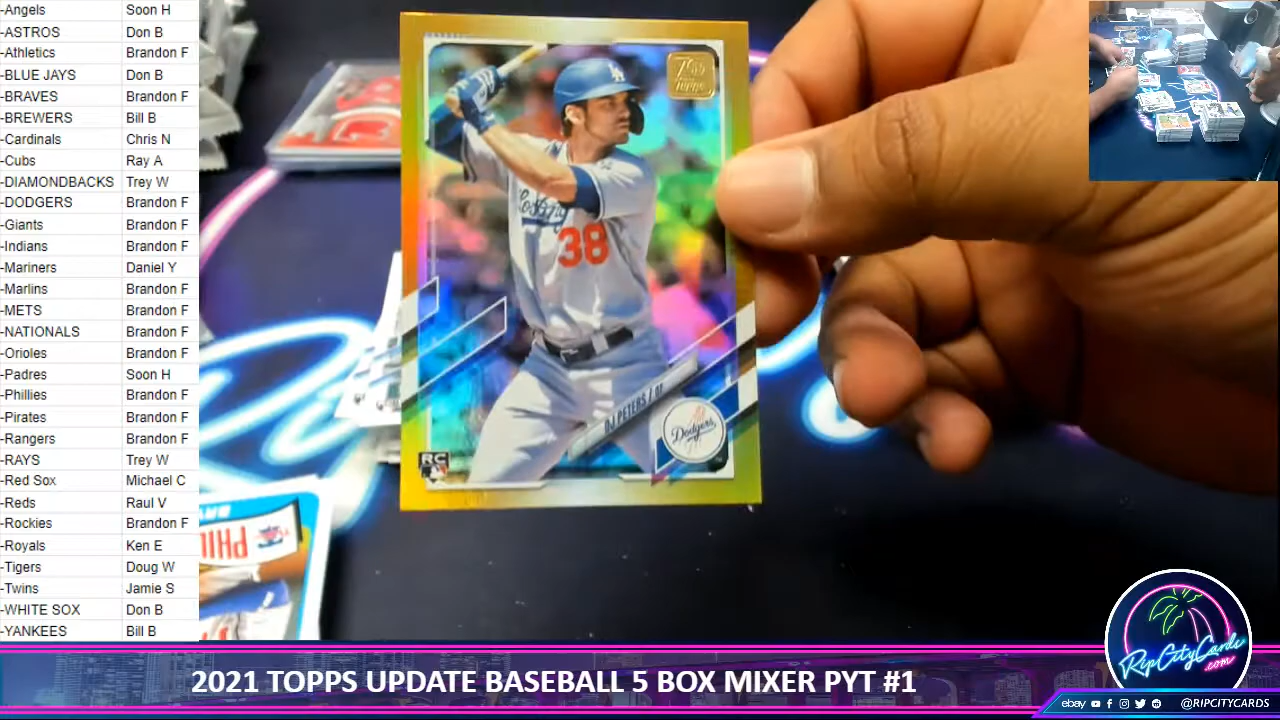 -Angels Soon H
-ASTROS Don B
-Athletics Brandon F
-BLUE JAYS Don B
-BRAVES Brandon F
-BREWERS Bill B
-Cardinals Chris N
-Cubs Ray A
-DIAMONDBACKS Trey W
-DODGERS Brandon F
-Giants Brandon F
-Indians Brandon F
-Mariners Daniel Y
-Marlins Brandon F
-METS Brandon F
-NATIONALS Brandon F
-Orioles Brandon F
-Padres Soon H
-Phillies Brandon F
-Pirates Brandon F
-Rangers Brandon F
-RAYS Trey W
-Red Sox Michael C
-Reds Raul V
-Rockies Brandon F
-Royals Ken E
-Tigers Doug W
-Twins Jamie S
-WHITE SOX Don B
-YANKEES Bill B
70
Topps
LA
38
DJ PETERS / OF
Dodgers
RC
PHIL
RipCityCards
.com
2021 TOPPS UPDATE BASEBALL 5 BOX MIXER PYT #1
ebay @RIPCITYCARDS